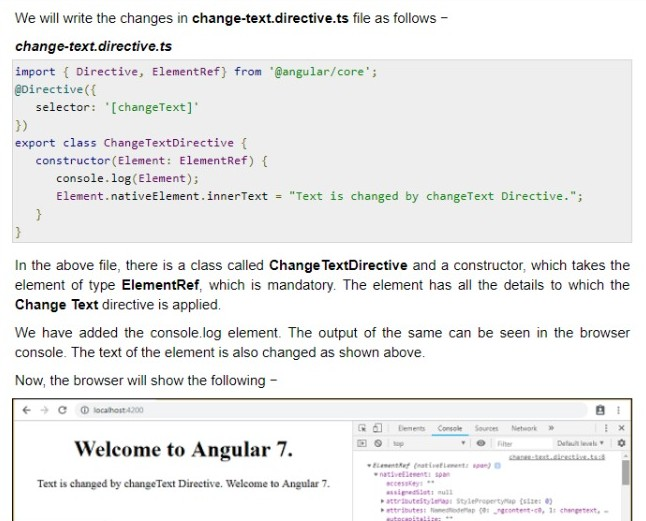 We will write the changes in change-text.directive.ts file as follows −
change-text.directive.ts
import { Directive, ElementRef} from '@angular/core';
@Directive({
selector: '[changeText]'
})
export class ChangeTextDirective {
constructor(Element: ElementRef) {
console.log(Element);
Element.nativeElement.innerText = "Text is changed by changeText Directive.";
}
}
In the above file, there is a class called ChangeTextDirective and a constructor, which takes the
element of type ElementRef, which is mandatory. The element has all the details to which the
Change Text directive is applied.
We have added the console.log element. The output of the same can be seen in the browser
console. The text of the element is also changed as shown above.
Now, the browser will show the following −
localhost:4200
Elements Console Sources Network »
top Filter Default levels ▼
Welcome to Angular 7.
Text is changed by changeText Directive. Welcome to Angular 7.
change-text.directive.ts:8
▼ElementRef {nativeElement: span}
▼nativeElement: span
accessKey: ""
assignedSlot: null
▶attributeStyleMap: StylePropertyMap {size: 0}
▶attributes: NamedNodeMap {0: _ngcontent-c0, 1: changetext, …
autocapitalize: ""